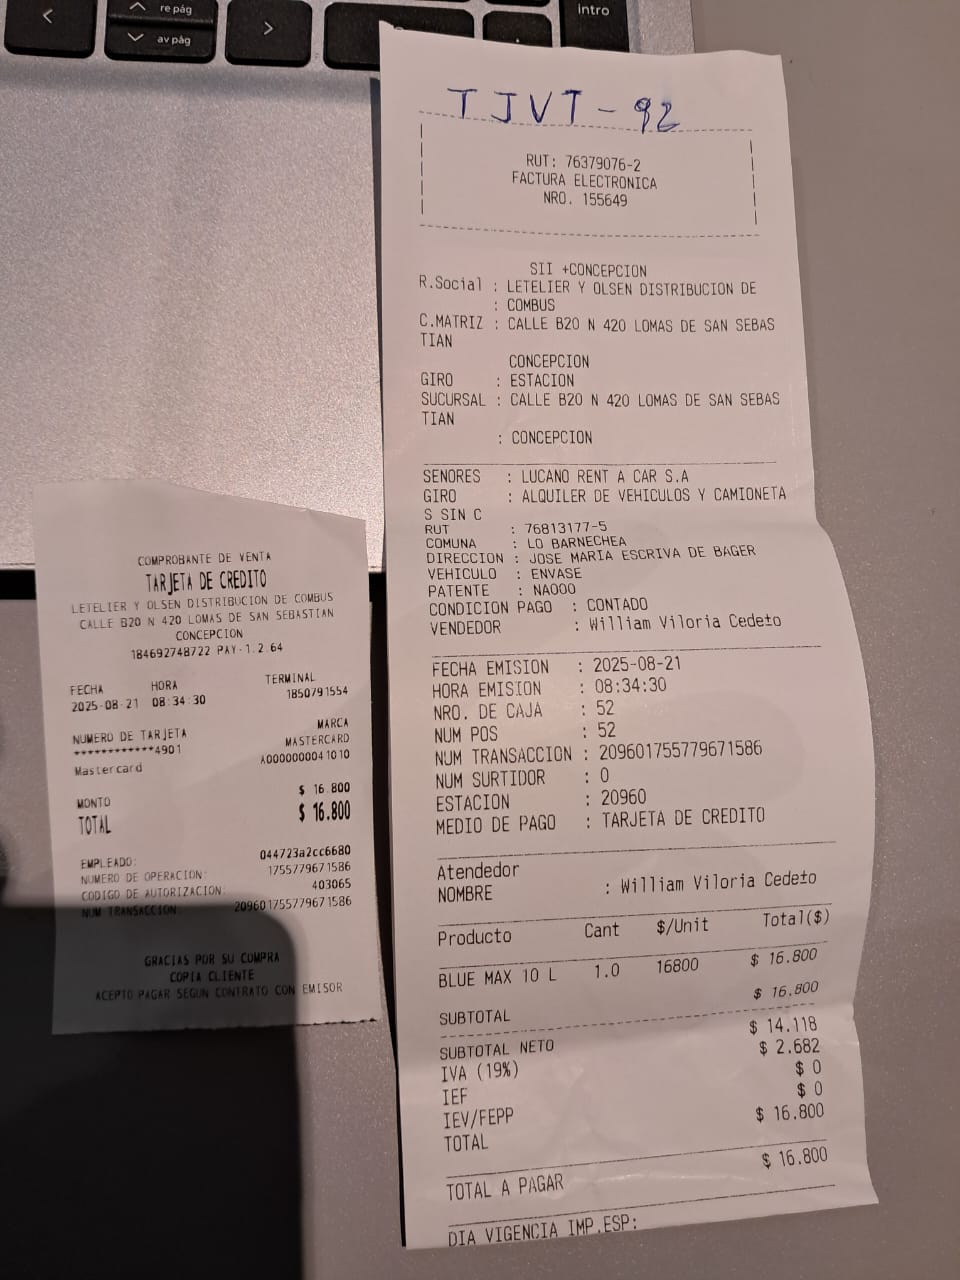 re pág
av pág
intro
TJVT-92
RUT: 76379076-2
FACTURA ELECTRONICA
NRO. 155649
SII +CONCEPCION
R.Social : LETELIER Y OLSEN DISTRIBUCION DE
: COMBUS
C.MATRIZ : CALLE B20 N 420 LOMAS DE SAN SEBAS
TIAN
CONCEPCION
GIRO : ESTACION
SUCURSAL : CALLE B20 N 420 LOMAS DE SAN SEBAS
TIAN
: CONCEPCION
SENORES : LUCANO RENT A CAR S.A
GIRO : ALQUILER DE VEHICULOS Y CAMIONETA
S SIN C
RUT : 76813177-5
COMUNA : LO BARNECHEA
DIRECCION : JOSE MARIA ESCRIVA DE BAGER
VEHICULO : ENVASE
PATENTE : NA000
CONDICION PAGO : CONTADO
VENDEDOR : William Viloria Cedeto
FECHA EMISION : 2025-08-21
HORA EMISION : 08:34:30
NRO. DE CAJA : 52
NUM POS : 52
NUM TRANSACCION : 209601755779671586
NUM SURTIDOR : 0
ESTACION : 20960
MEDIO DE PAGO : TARJETA DE CREDITO
Atendedor
NOMBRE : William Viloria Cedeto
Producto Cant $/Unit Total($)
BLUE MAX 10 L 1.0 16800 $ 16.800
SUBTOTAL $ 16.800
SUBTOTAL NETO $ 14.118
IVA (19%) $ 2.682
IEF $ 0
IEV/FEPP $ 0
TOTAL $ 16.800
TOTAL A PAGAR $ 16.800
DIA VIGENCIA IMP.ESP:
COMPROBANTE DE VENTA
TARJETA DE CREDITO
LETELIER Y OLSEN DISTRIBUCION DE COMBUS
CALLE B20 N 420 LOMAS DE SAN SEBASTIAN
CONCEPCION
184692748722 PAY-1.2.64
FECHA HORA TERMINAL
2025-08-21 08:34:30 1850791554
NUMERO DE TARJETA MARCA
************4901 MASTERCARD
Mastercard A0000000041010
MONTO $ 16.800
TOTAL $ 16.800
EMPLEADO: 044723a2cc6680
NUMERO DE OPERACION: 1755779671586
CODIGO DE AUTORIZACION: 403065
NUM TRANSACCION 209601755779671586
GRACIAS POR SU COMPRA
COPIA CLIENTE
ACEPTO PAGAR SEGUN CONTRATO CON EMISOR